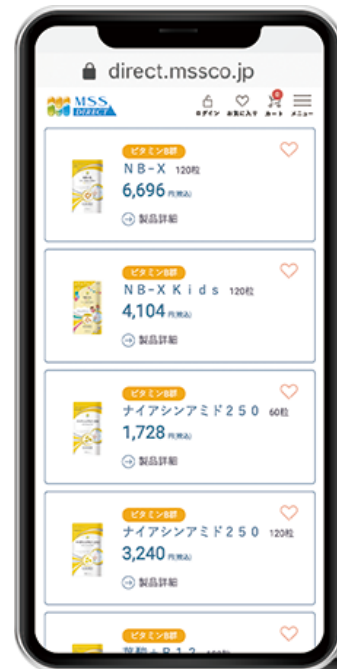 direct.mssco.jp
MSS
DIRECT
ログイン お気に入り カート メニュー
ビタミンB群
NB-X 120粒
6,696 円(税込)
製品詳細
ビタミンB群
NB-X Kids 120粒
4,104 円(税込)
製品詳細
ビタミンB群
ナイアシンアミド250 60粒
1,728 円(税込)
製品詳細
ビタミンB群
ナイアシンアミド250 120粒
3,240 円(税込)
製品詳細
ビタミンB群